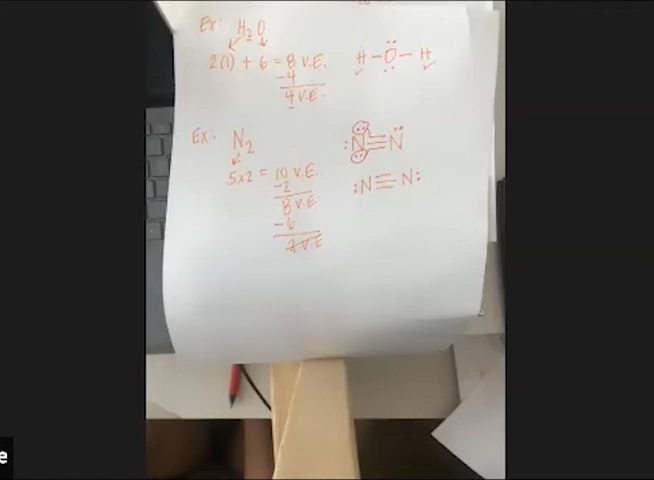 Ex: H2O
2(1) + 6 = 8 V.E.
-4
4 V.E.
H-Ö-H
Ex: N2
5x2 = 10 V.E.
-2
8 V.E
-6
2 V.E
:N≡N
:N≡N:
e